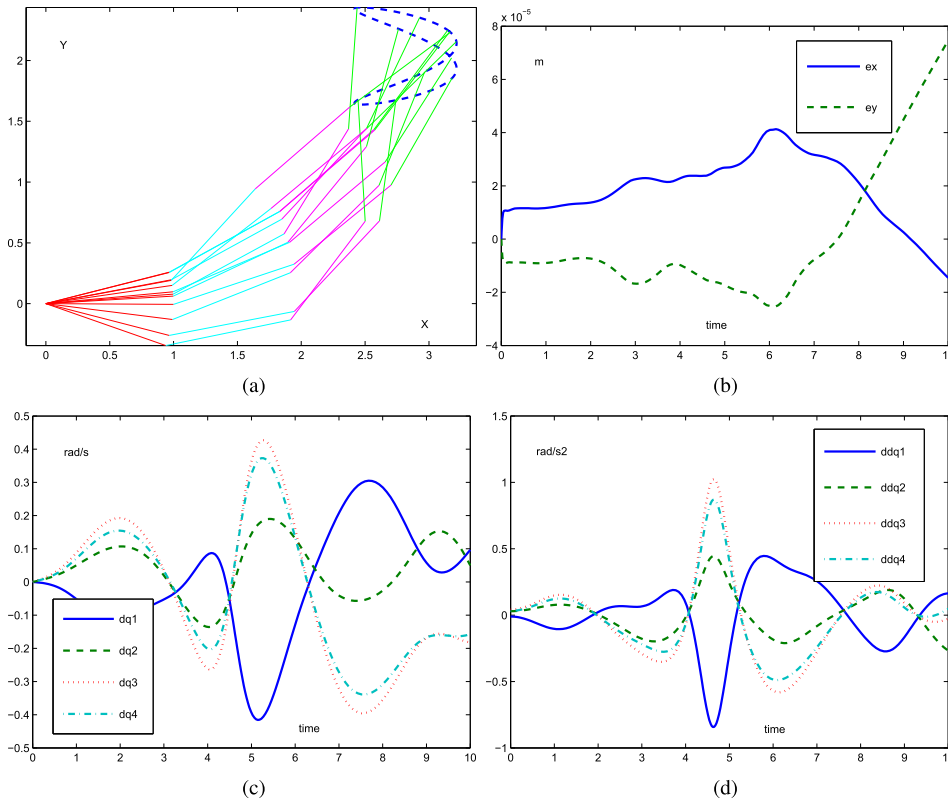 Y
X
2
1.5
1
0.5
0
0 0.5 1 1.5 2 2.5 3
(a)
x 10⁻⁵
8
6
4
2
0
−2
−4
m
ex
ey
time
0 1 2 3 4 5 6 7 8 9 10
(b)
0.5
0.4
0.3
0.2
0.1
0
−0.1
−0.2
−0.3
−0.4
−0.5
rad/s
dq1
dq2
dq3
dq4
time
0 1 2 3 4 5 6 7 8 9 10
(c)
1.5
1
0.5
0
−0.5
−1
rad/s2
ddq1
ddq2
ddq3
ddq4
time
0 1 2 3 4 5 6 7 8 9 10
(d)